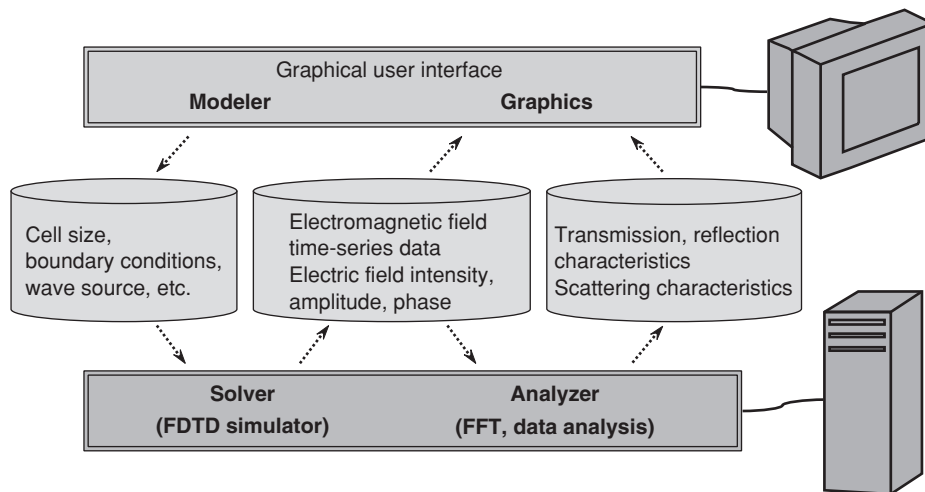 Graphical user interface
Modeler
Graphics
Cell size,
boundary conditions,
wave source, etc.
Electromagnetic field
time-series data
Electric field intensity,
amplitude, phase
Transmission, reflection
characteristics
Scattering characteristics
Solver
(FDTD simulator)
Analyzer
(FFT, data analysis)